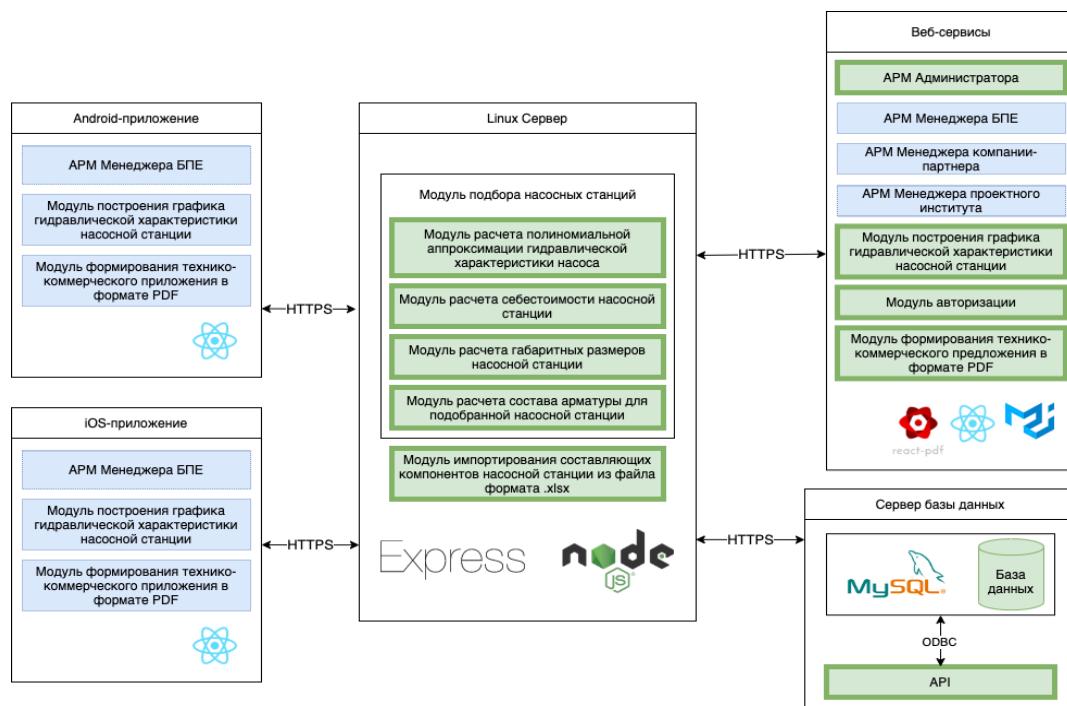 Android-приложение
АРМ Менеджера БПЕ
Модуль построения графика
гидравлической характеристики
насосной станции
Модуль формирования технико-
коммерческого приложения в
формате PDF
HTTPS
iOS-приложение
АРМ Менеджера БПЕ
Модуль построения графика
гидравлической характеристики
насосной станции
Модуль формирования технико-
коммерческого приложения в
формате PDF
HTTPS
Linux Сервер
Модуль подбора насосных станций
Модуль расчета полиномиальной
аппроксимации гидравлической
характеристики насоса
Модуль расчета себестоимости насосной
станции
Модуль расчета габаритных размеров
насосной станции
Модуль расчета состава арматуры для
подобранной насосной станции
Модуль импортирования составляющих
компонентов насосной станции из файла
формата .xlsx
Express
node
JS
HTTPS
HTTPS
Веб-сервисы
АРМ Администратора
АРМ Менеджера БПЕ
АРМ Менеджера компании-
партнера
АРМ Менеджера проектного
института
Модуль построения графика
гидравлической характеристики
насосной станции
Модуль авторизации
Модуль формирования технико-
коммерческого предложения в
формате PDF
react-pdf
Сервер базы данных
MySQL
База
данных
ODBC
API